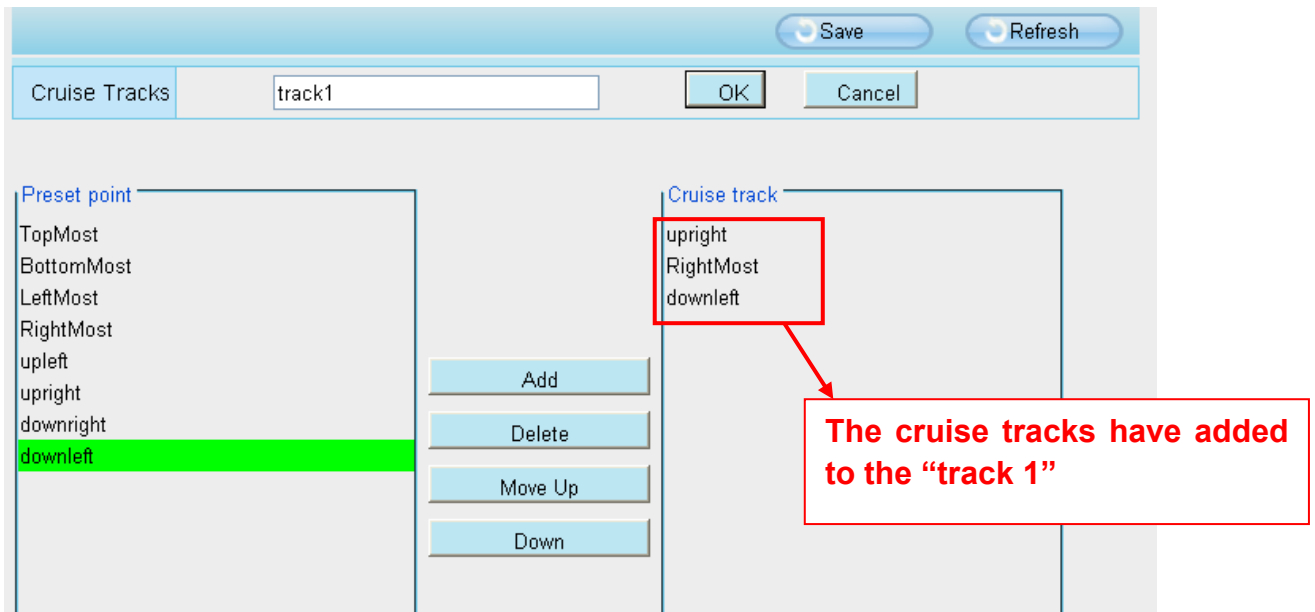 Save Refresh
Cruise Tracks track1 OK Cancel
Preset point
TopMost
BottomMost
LeftMost
RightMost
upleft
upright
downright
downleft
Add
Delete
Move Up
Down
Cruise track
upright
RightMost
downleft
The cruise tracks have added
to the “track 1”